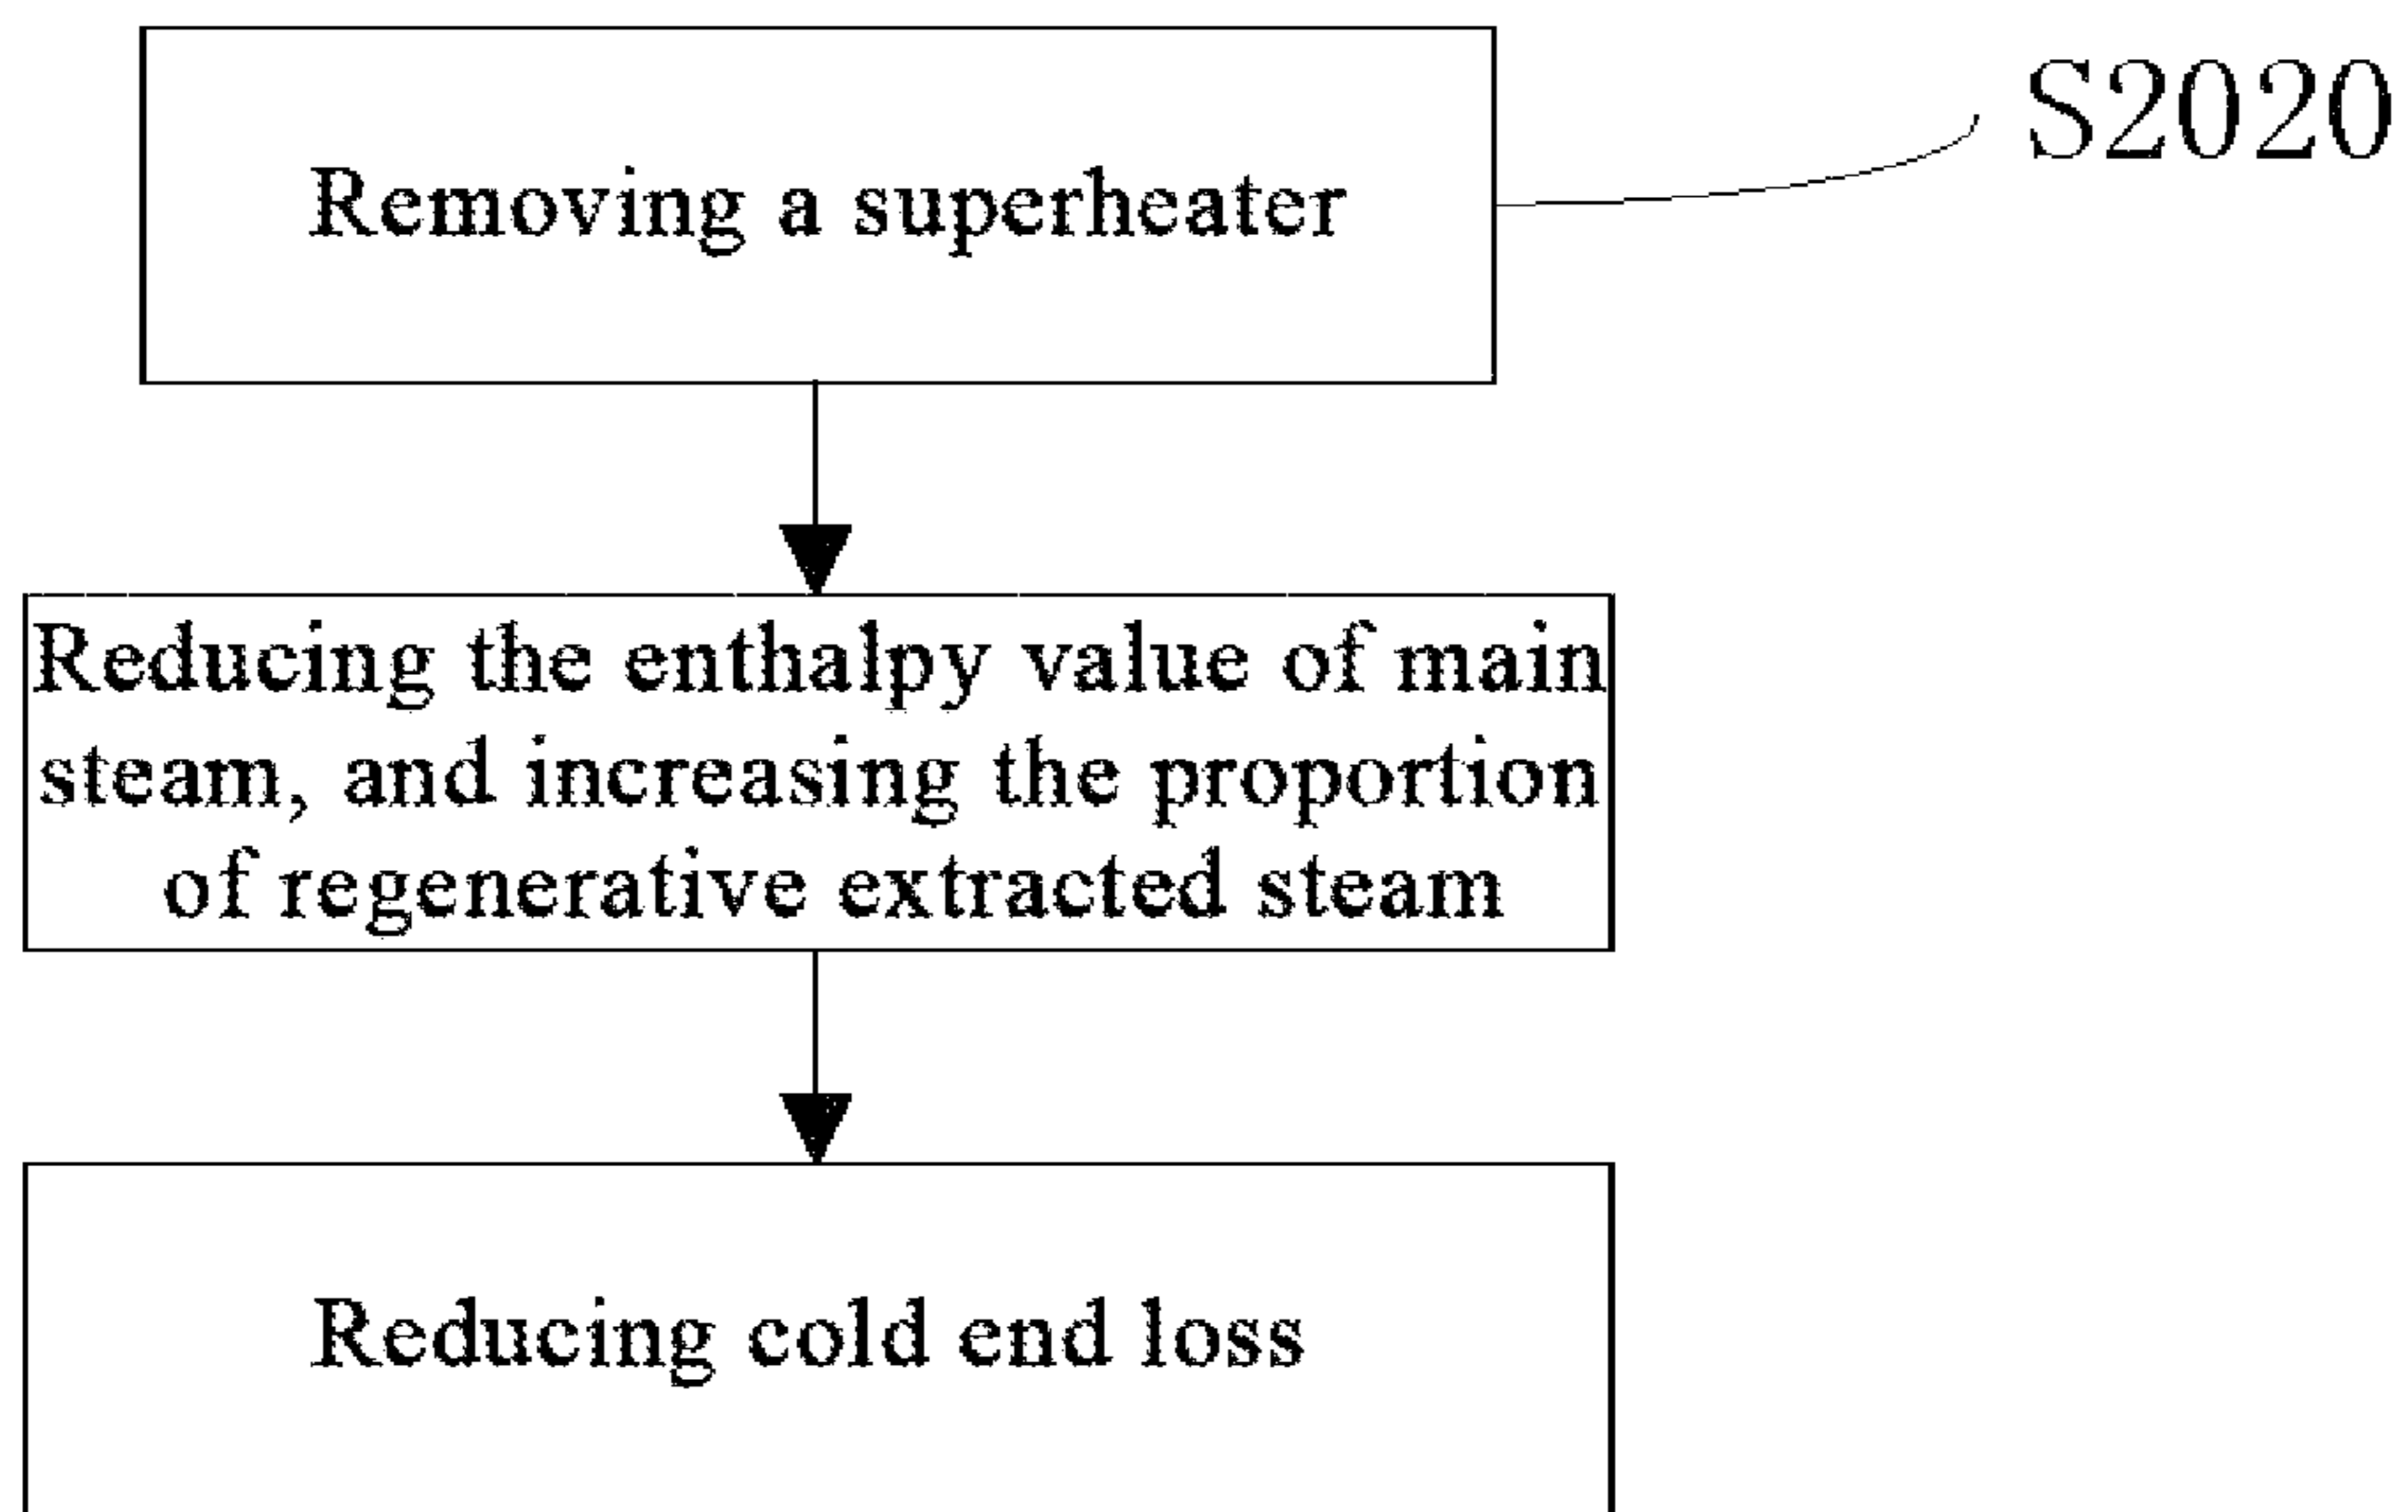 Removing a superheater
S2020
Reducing the enthalpy value of main
steam, and increasing the proportion
of regenerative extracted steam
Reducing cold end loss